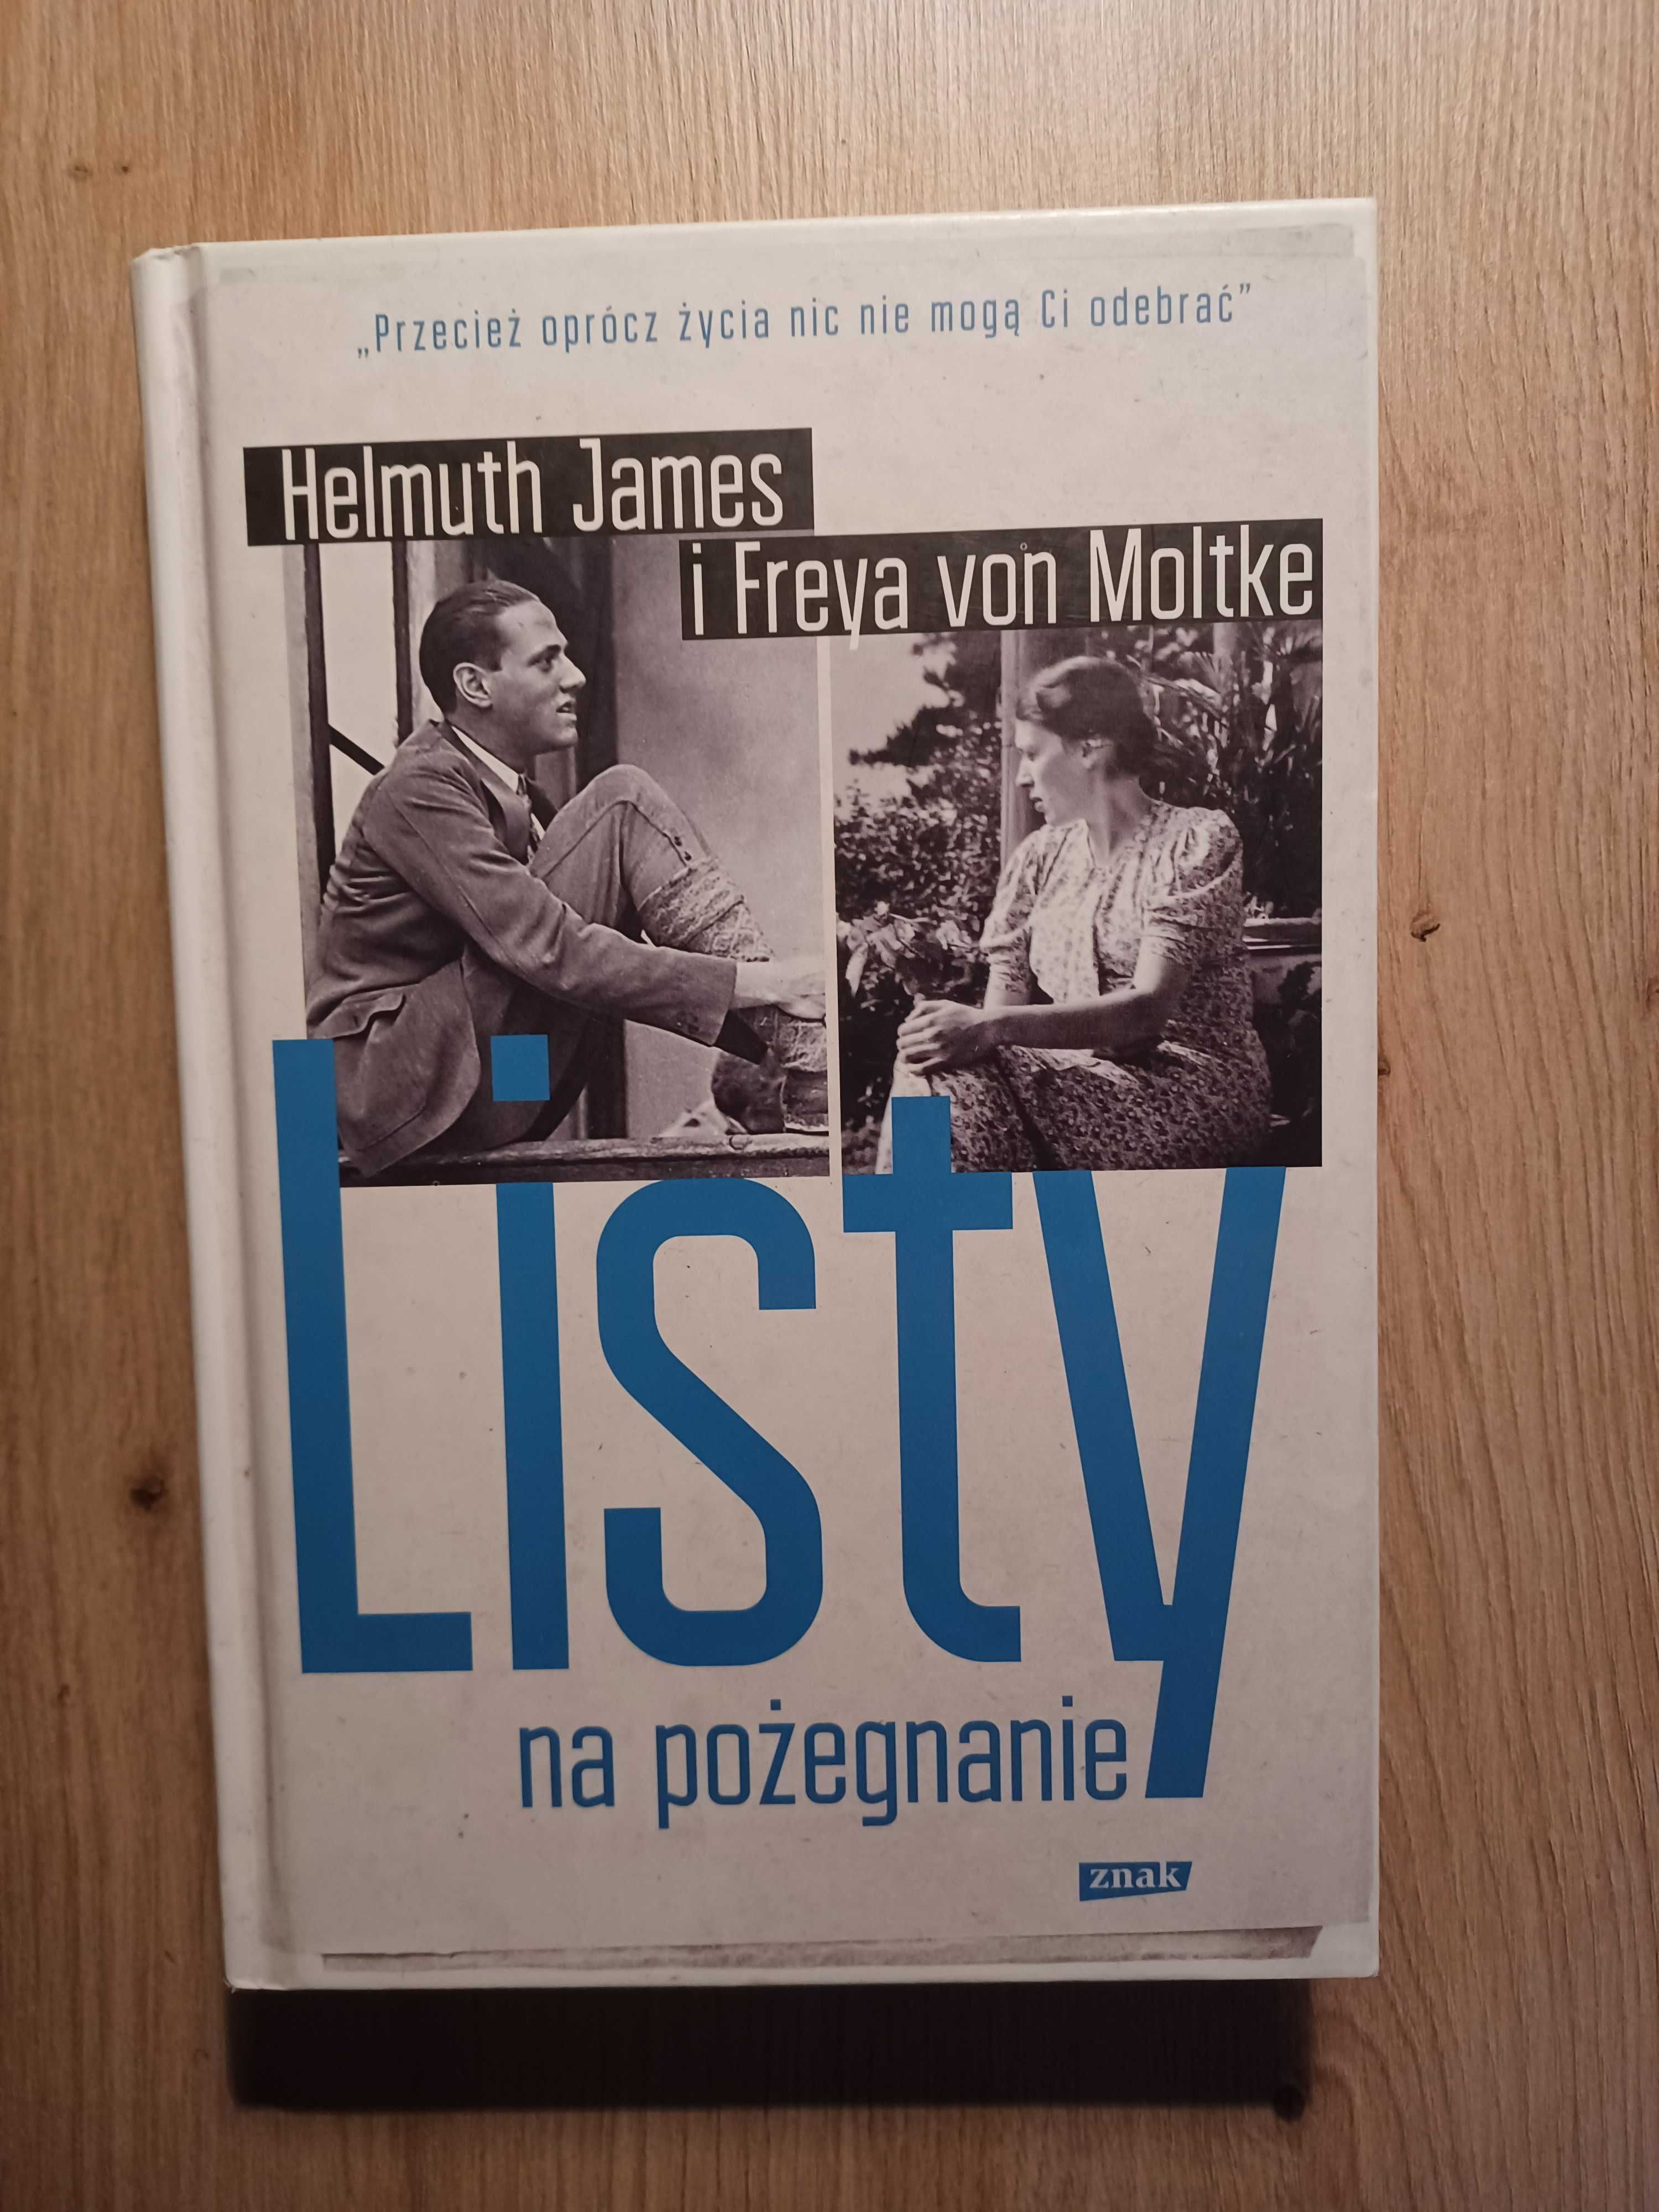 „Przecież oprócz życia nic nie mogą Ci odebrać”
Helmuth James
i Freya von Moltke
Listy
na pożegnanie
znak